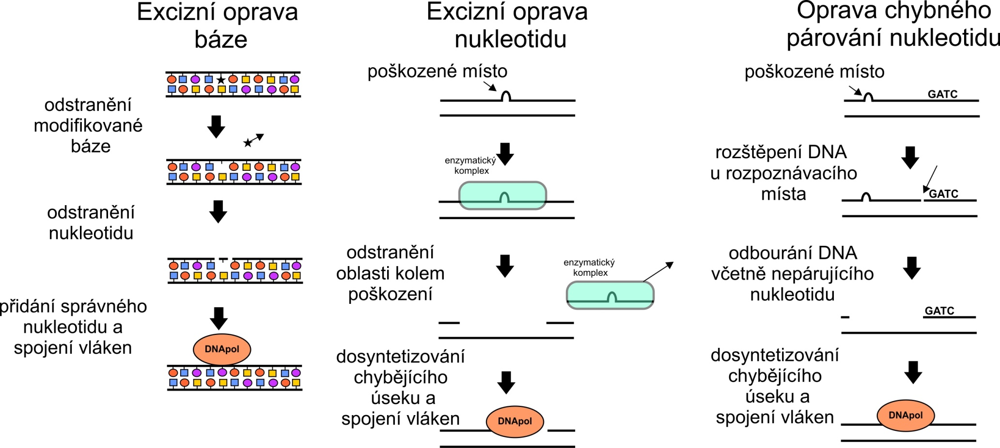 Excizní oprava
báze
odstranění
modifikované
báze
odstranění
nukleotidu
přidání správného
nukleotidu a
spojení vláken
DNApol
Excizní oprava
nukleotidu
poškozené místo
enzymatický
komplex
odstranění
oblasti kolem
poškození
enzymatický
komplex
dosyntetizování
chybějícího
úseku a
spojení vláken
DNApol
Oprava chybného
párování nukleotidu
poškozené místo
GATC
rozštěpení DNA
u rozpoznávacího
místa
GATC
odbourání DNA
včetně nepárujícího
nukleotidu
GATC
dosyntetizování
chybějícího
úseku a
spojení vláken
DNApol